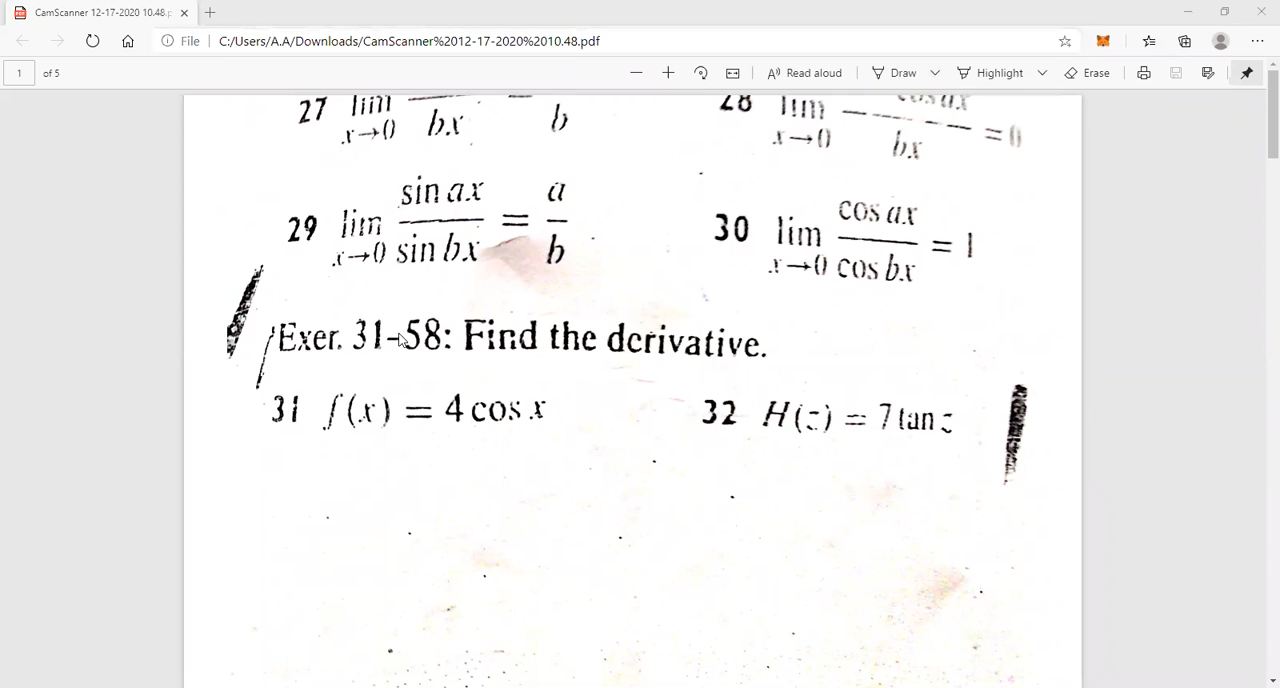 CamScanner 12-17-2020 10.48.p
File | C:/Users/A.A/Downloads/CamScanner%2012-17-2020%2010.48.pdf
1 of 5 Read aloud Draw Highlight Erase
27 lim x→0 bx = b
28 lim x→0 cos ax / bx = 0
29 lim x→0 sin ax / sin bx = a / b
30 lim x→0 cos ax / cos bx = 1
Exer. 31-58: Find the derivative.
31 f(x) = 4 cos x
32 H(z) = 7 tan z